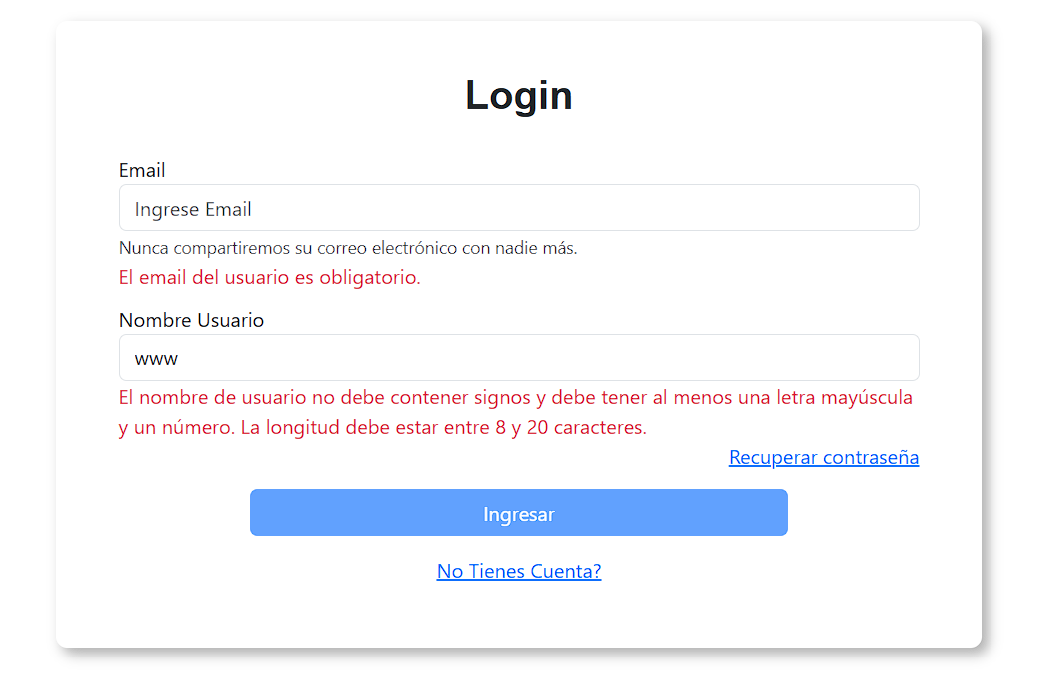 Login
Email
Ingrese Email
Nunca compartiremos su correo electrónico con nadie más.
El email del usuario es obligatorio.
Nombre Usuario
www
El nombre de usuario no debe contener signos y debe tener al menos una letra mayúscula
y un número. La longitud debe estar entre 8 y 20 caracteres.
Recuperar contraseña
Ingresar
No Tienes Cuenta?